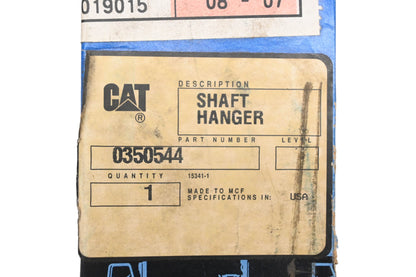 019015
08 - 07
CAT
®
DESCRIPTION
SHAFT
HANGER
PART NUMBER
LEVEL
0350544
QUANTITY
15341-1
1
MADE TO MCF
SPECIFICATIONS IN:
USA